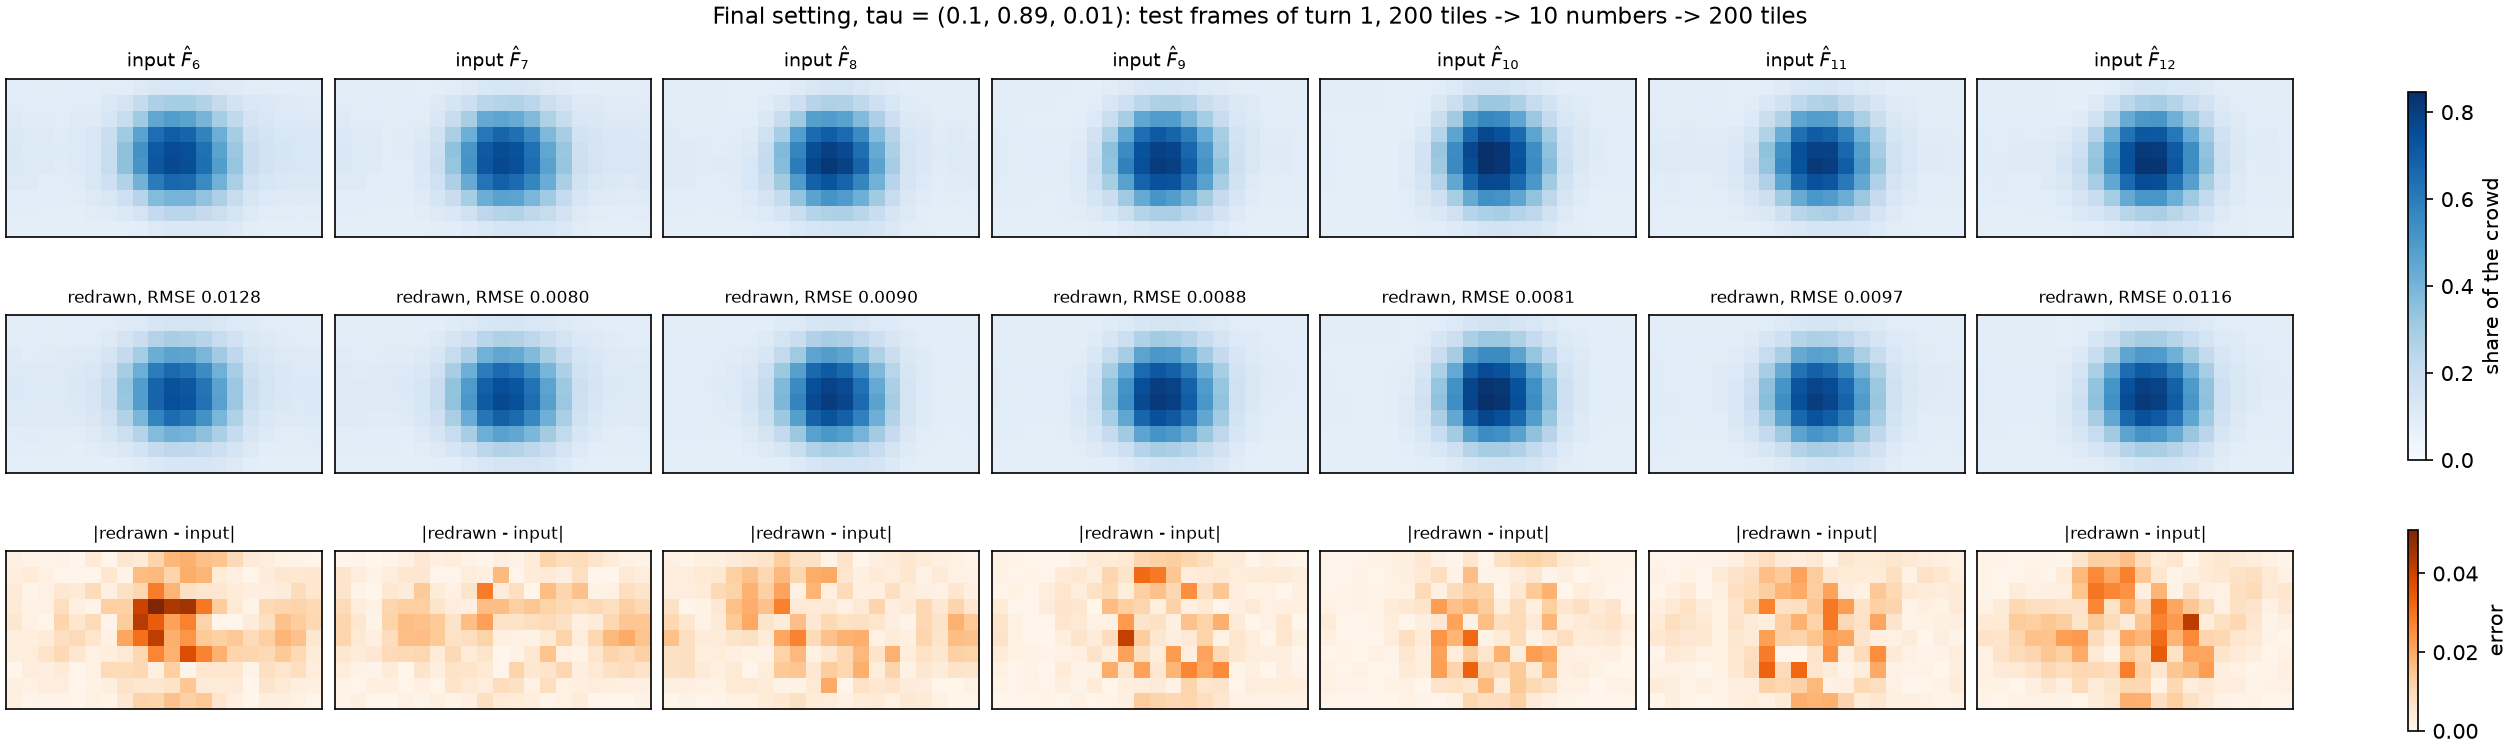 Final setting, tau = (0.1, 0.89, 0.01): test frames of turn 1, 200 tiles -> 10 numbers -> 200 tiles
input F̂₆ input F̂₇ input F̂₈ input F̂₉ input F̂₁₀ input F̂₁₁ input F̂₁₂
redrawn, RMSE 0.0128 redrawn, RMSE 0.0080 redrawn, RMSE 0.0090 redrawn, RMSE 0.0088 redrawn, RMSE 0.0081 redrawn, RMSE 0.0097 redrawn, RMSE 0.0116
|redrawn - input| |redrawn - input| |redrawn - input| |redrawn - input| |redrawn - input| |redrawn - input| |redrawn - input|
0.8
0.6
0.4
0.2
0.0
share of the crowd
0.04
0.02
0.00
error